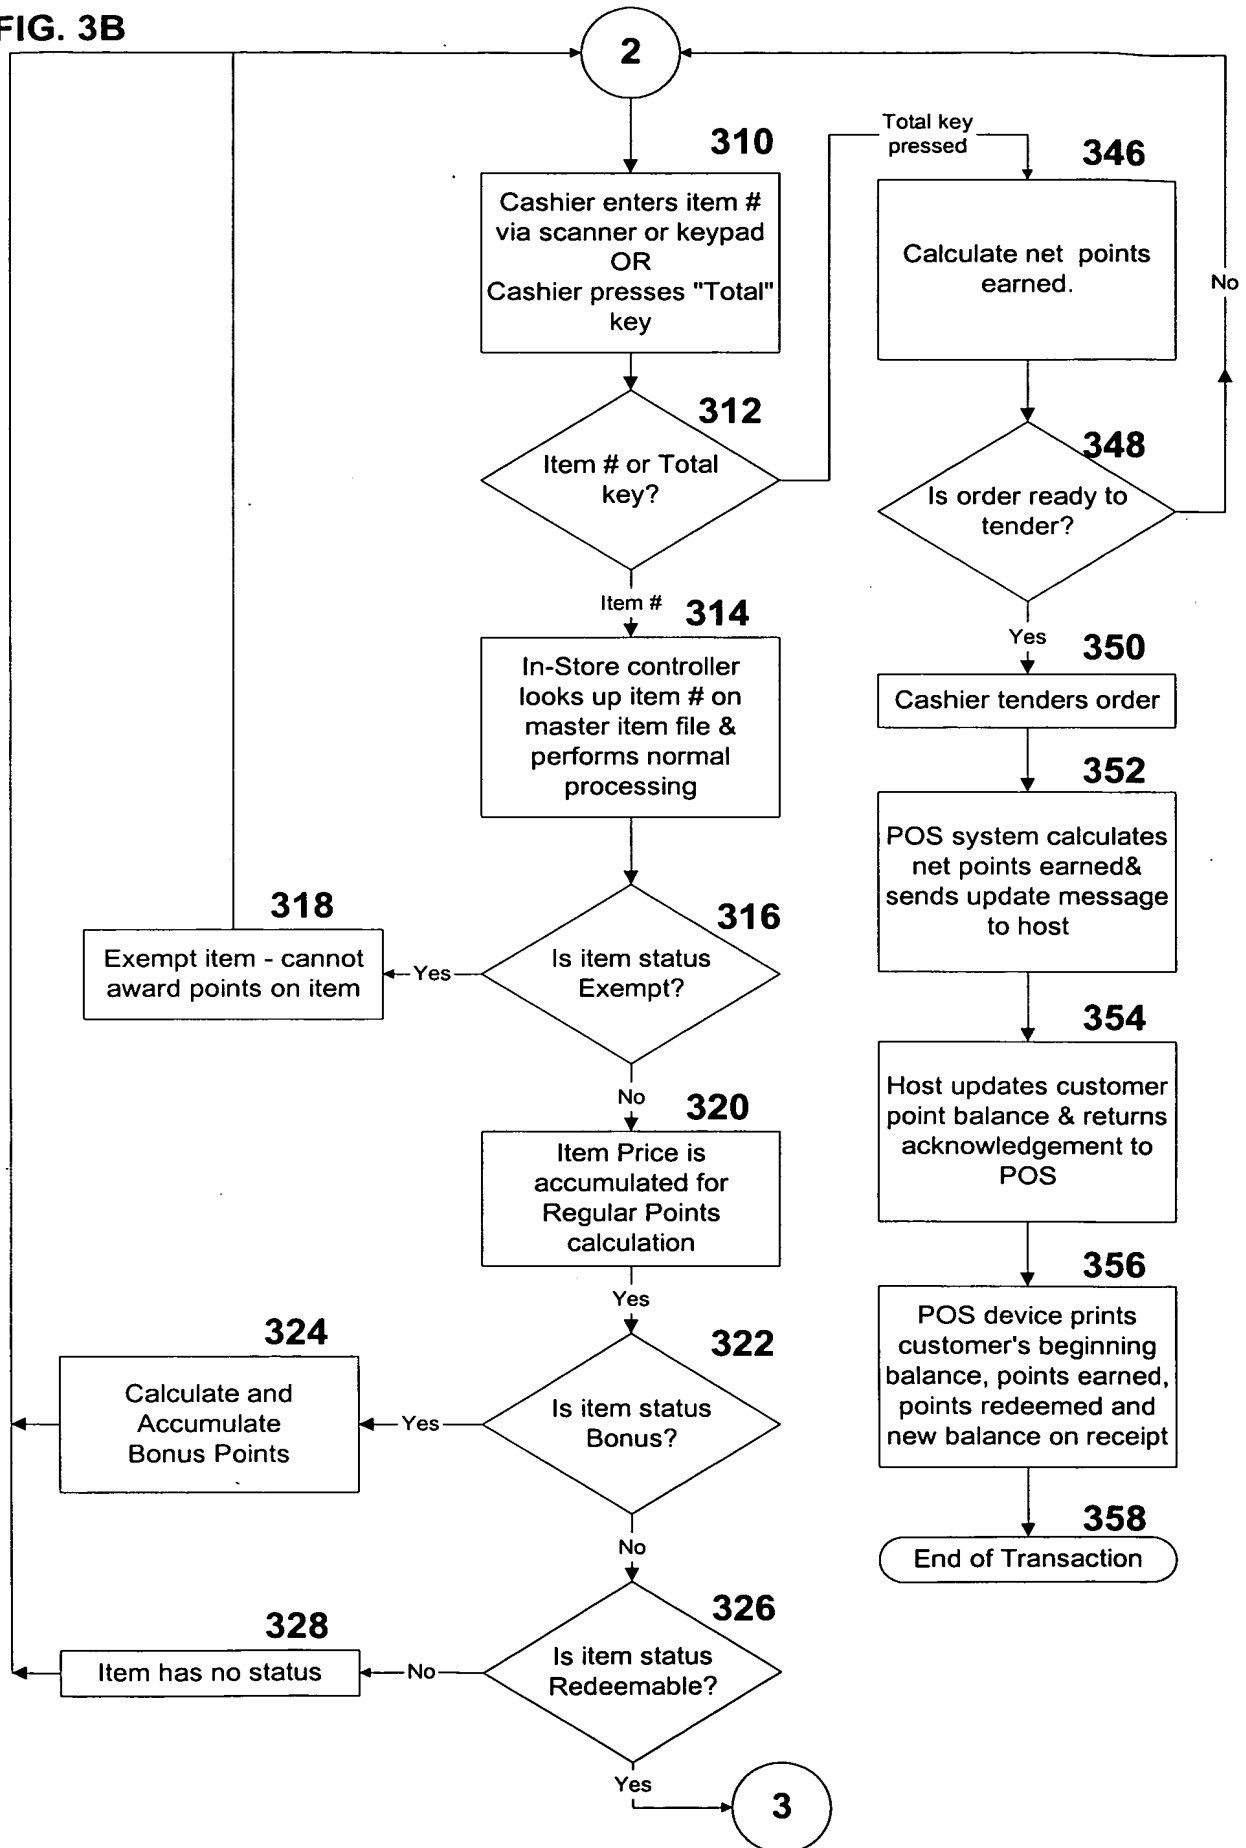 FIG. 3B
2
310
Cashier enters item #
via scanner or keypad
OR
Cashier presses "Total"
key
312
Item # or Total
key?
Item #
314
In-Store controller
looks up item # on
master item file &
performs normal
processing
316
Is item status
Exempt?
Yes
318
Exempt item - cannot
award points on item
No
320
Item Price is
accumulated for
Regular Points
calculation
Yes
322
Is item status
Bonus?
Yes
324
Calculate and
Accumulate
Bonus Points
No
326
Is item status
Redeemable?
No
328
Item has no status
Yes
3
Total key
pressed
346
Calculate net points
earned.
348
Is order ready to
tender?
No
Yes
350
Cashier tenders order
352
POS system calculates
net points earned&
sends update message
to host
354
Host updates customer
point balance & returns
acknowledgement to
POS
356
POS device prints
customer's beginning
balance, points earned,
points redeemed and
new balance on receipt
358
End of Transaction